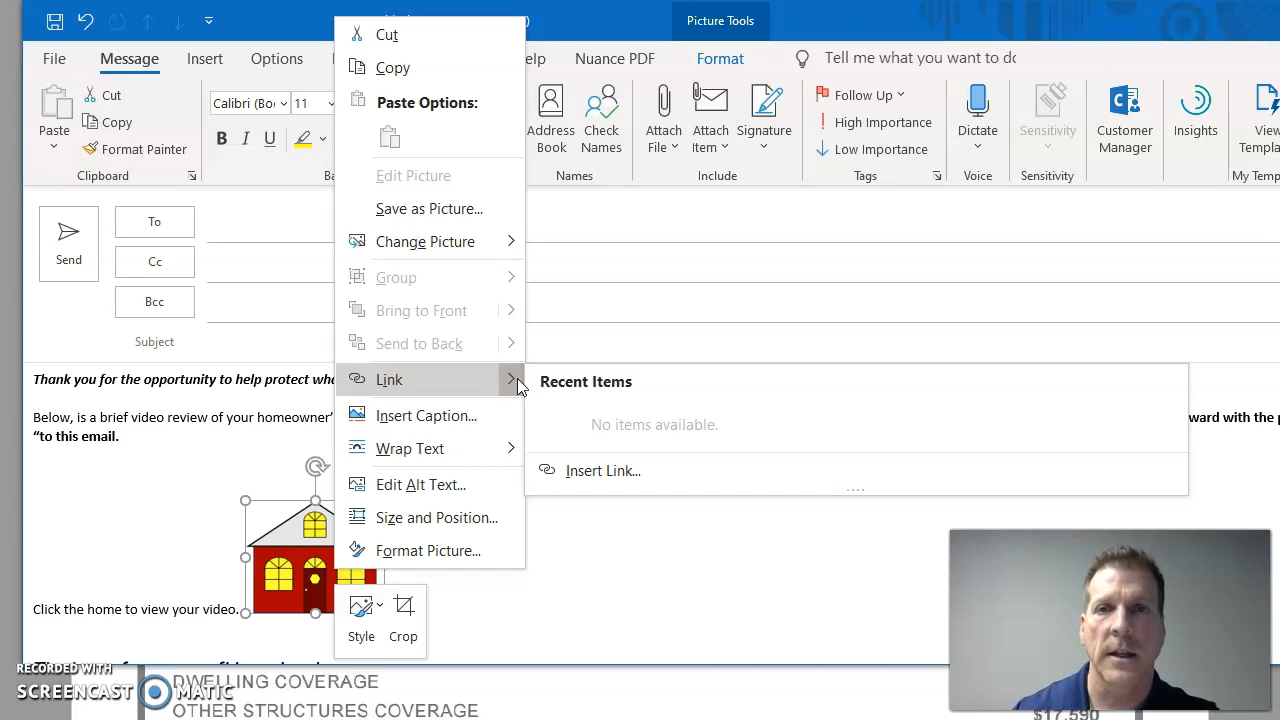 Picture Tools
File Message Insert Options elp Nuance PDF Format Tell me what you want to do
Cut
Copy
Paste Options:
Edit Picture
Save as Picture...
Change Picture
Group
Bring to Front
Send to Back
Link
Insert Caption...
Wrap Text
Edit Alt Text...
Size and Position...
Format Picture...
Style Crop
Recent Items
No items available.
Insert Link...
Paste
Cut
Copy
Format Painter
Clipboard
Calibri (Bo 11
B I U
Ba
Address Book
Check Names
Names
Attach File
Attach Item
Signature
Include
Follow Up
High Importance
Low Importance
Tags
Dictate
Voice
Sensitivity
Sensitivity
Customer Manager
Insights
View
Templa
My Temp
Send
To
Cc
Bcc
Subject
Thank you for the opportunity to help protect wh
Below, is a brief video review of your homeowner' ward with the p
“to this email.
Click the home to view your video.
RECORDED WITH
SCREENCAST MATIC
DWELLING COVERAGE
OTHER STRUCTURES COVERAGE
$17,590